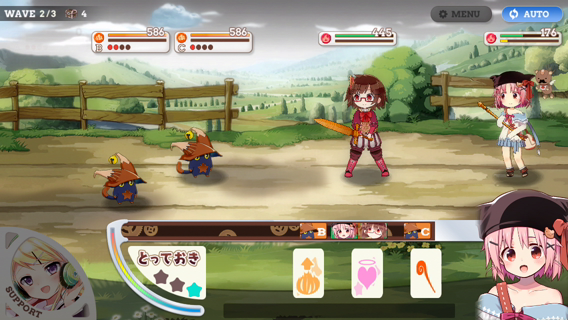 WAVE 2/3 4
MENU
AUTO
586
B
586
C
445
176
B
C
とっておき
SUPPORT